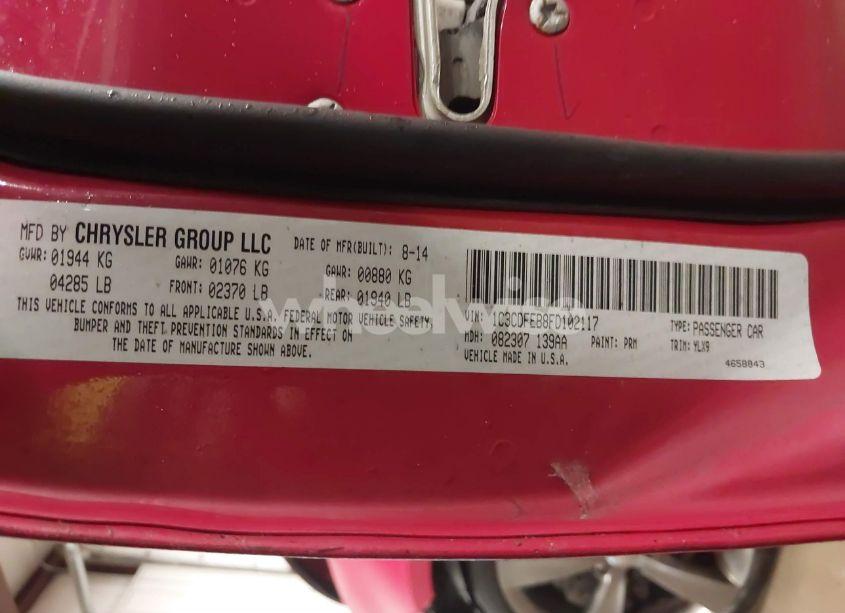 MFD BY CHRYSLER GROUP LLC DATE OF MFR(BUILT): 8-14
GVWR: 01944 KG GAWR: 01076 KG GAWR: 00880 KG
04285 LB FRONT: 02370 LB REAR: 01940 LB
THIS VEHICLE CONFORMS TO ALL APPLICABLE U.S.A. FEDERAL MOTOR VEHICLE SAFETY,
BUMPER AND THEFT PREVENTION STANDARDS IN EFFECT ON
THE DATE OF MANUFACTURE SHOWN ABOVE.
VIN: 1C3CDFEB8FD102117 TYPE: PASSENGER CAR
MDH: 082307 139AA PAINT: PRM TRIM: YLX9
VEHICLE MADE IN U.S.A. 4658843
wheelwise